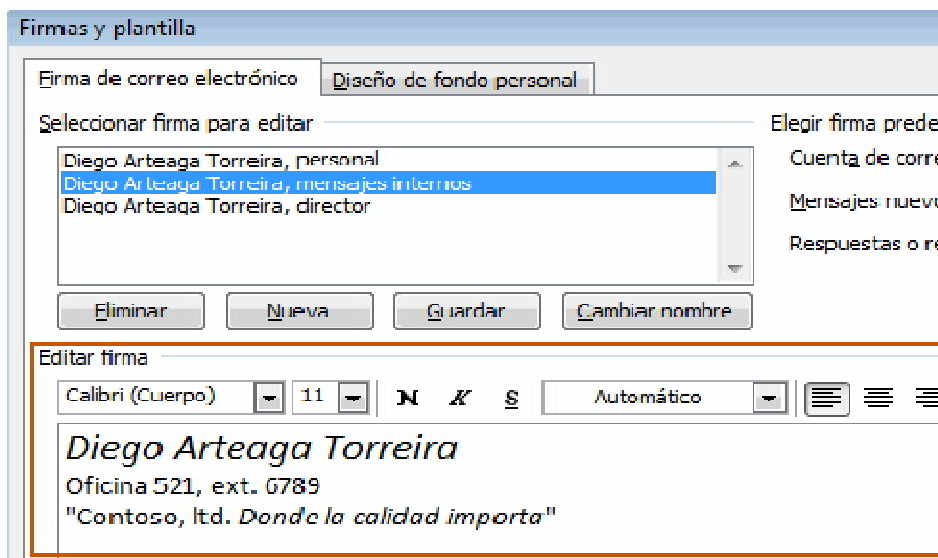 Firmas y plantilla
Firma de correo electrónico
Diseño de fondo personal
Seleccionar firma para editar
Elegir firma prede
Diego Arteaga Torreira, personal
Cuenta de corre
Diego Arteaga Torreira, mensajes internos
Diego Arteaga Torreira, director
Mensajes nuevo
Respuestas o re
Eliminar
Nueva
Guardar
Cambiar nombre
Editar firma
Calibri (Cuerpo)
11
N
K
S
Automático
Diego Arteaga Torreira
Oficina 521, ext. 6789
"Contoso, ltd. Donde la calidad importa"